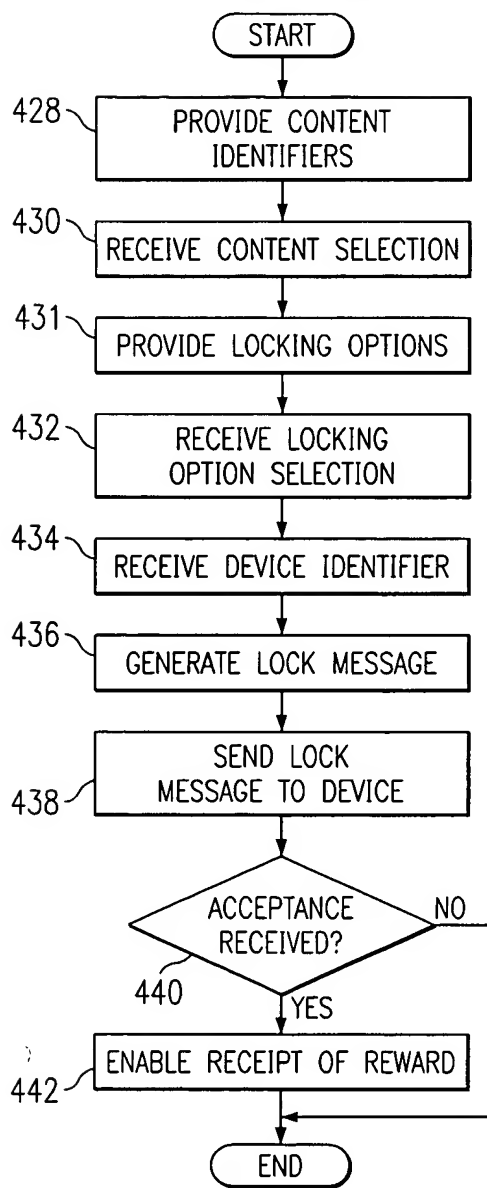 START
428
PROVIDE CONTENT
IDENTIFIERS
430
RECEIVE CONTENT SELECTION
431
PROVIDE LOCKING OPTIONS
432
RECEIVE LOCKING
OPTION SELECTION
434
RECEIVE DEVICE IDENTIFIER
436
GENERATE LOCK MESSAGE
SEND LOCK
MESSAGE TO DEVICE
438
ACCEPTANCE
RECEIVED?
NO
440
YES
ENABLE RECEIPT OF REWARD
442
END